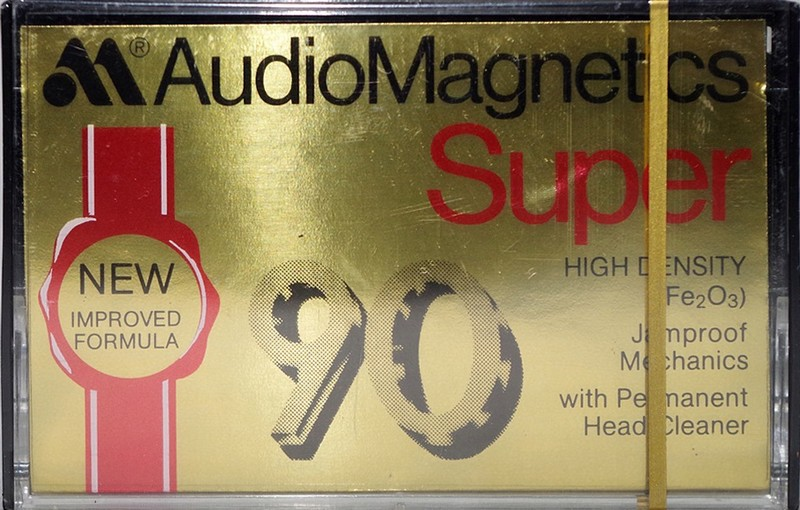 ® AudioMagnetics
Super
NEW
IMPROVED
FORMULA
90
HIGH DENSITY
(Fe₂O₃)
Jamproof
Mechanics
with Permanent
Head Cleaner